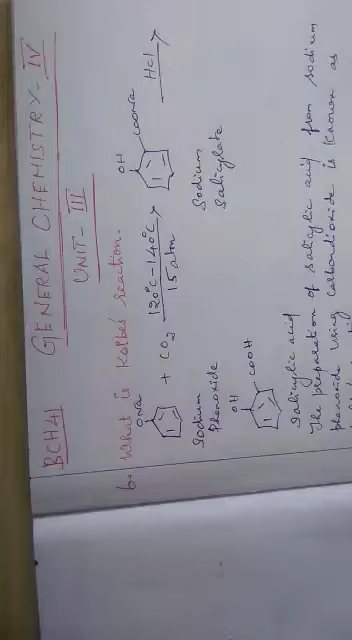 BCH41 GENERAL CHEMISTRY-IV
UNIT-III
6. What is Kolbe's reaction.
ONa + CO2 120°C-140°C 15 atm OH COONa HCl
Sodium Phenoxide Sodium Salicylate
OH COOH
Salicylic acid
The preparation of salicylic acid from sodium
phenoxide using carbondioxide is known as